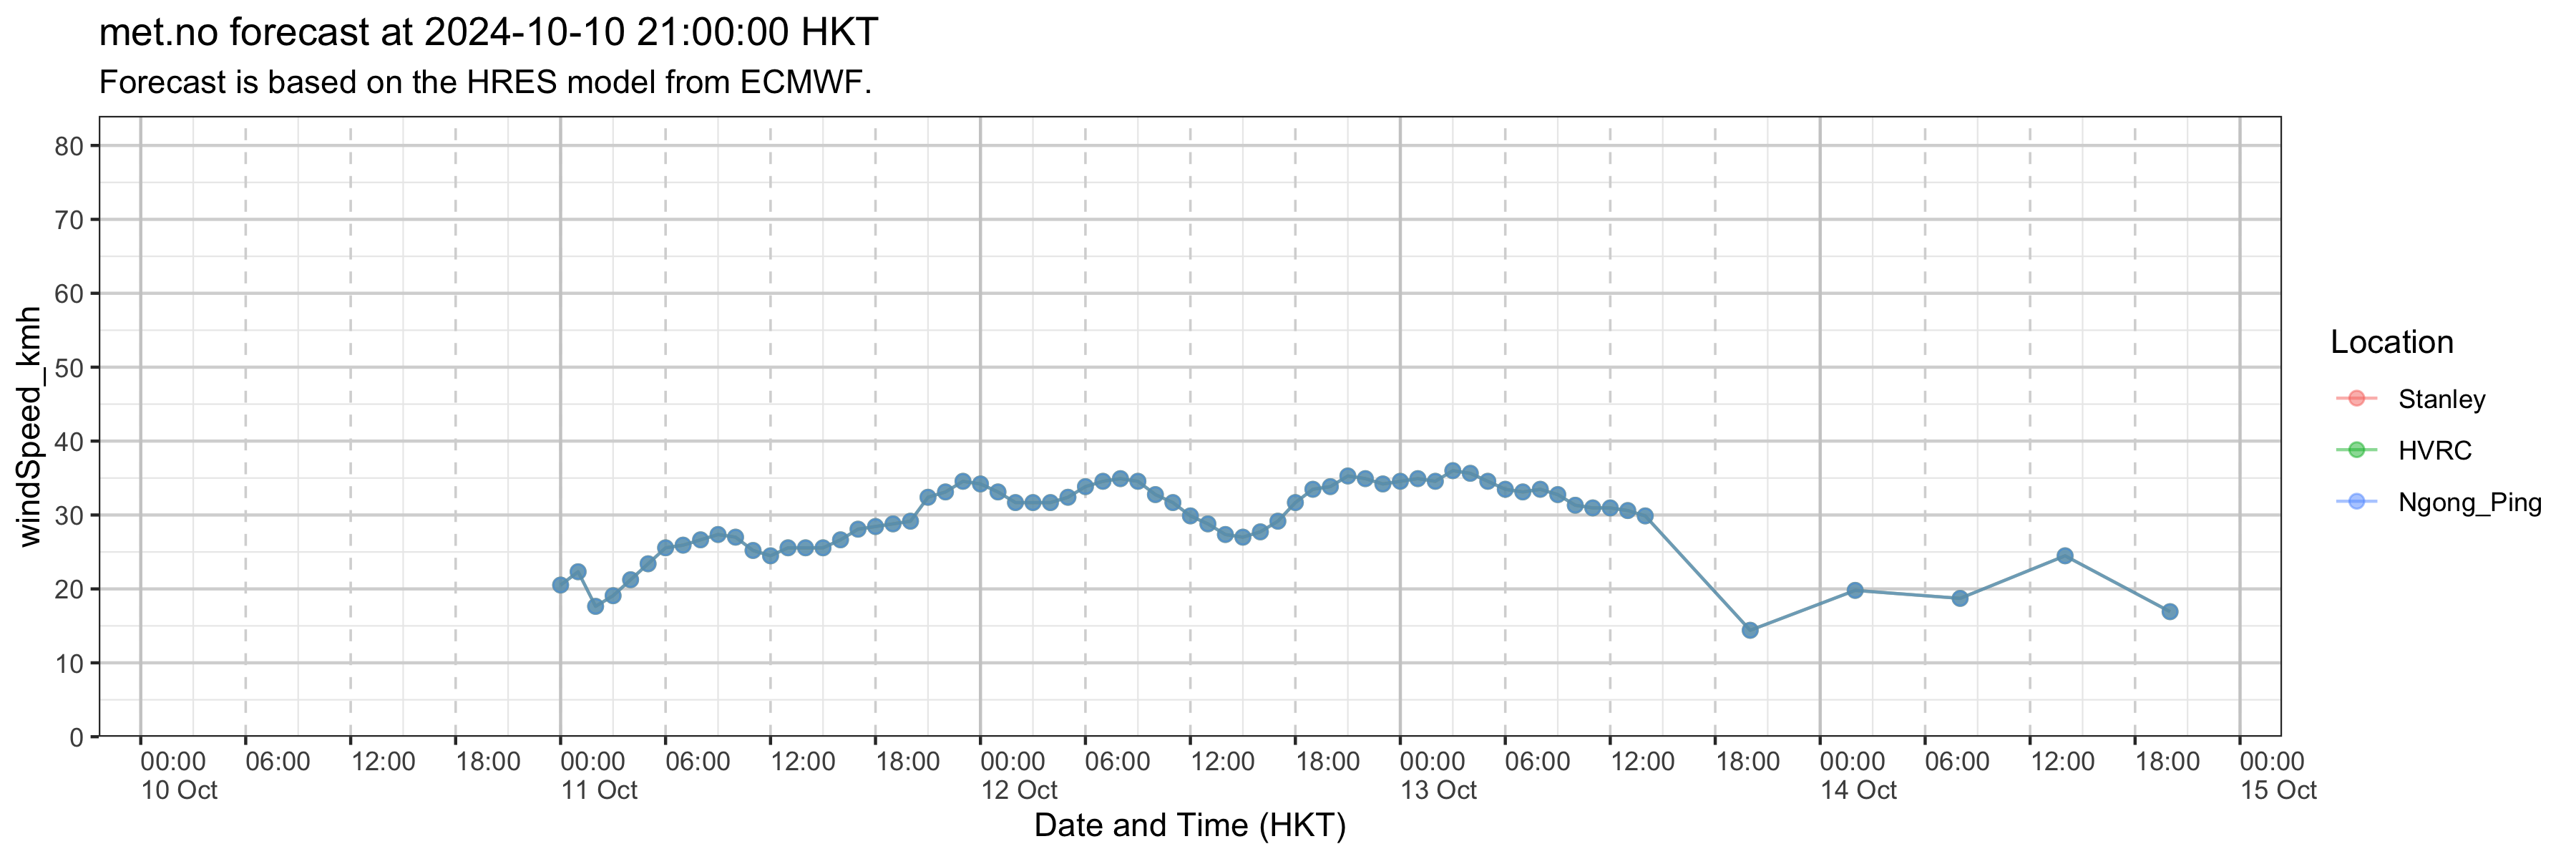 met.no forecast at 2024-10-10 21:00:00 HKT
Forecast is based on the HRES model from ECMWF.
windSpeed_kmh
80
70
60
50
40
30
20
10
0
00:00 06:00 12:00 18:00 00:00 06:00 12:00 18:00 00:00 06:00 12:00 18:00 00:00 06:00 12:00 18:00 00:00 06:00 12:00 18:00 00:00
10 Oct 11 Oct 12 Oct 13 Oct 14 Oct 15 Oct
Date and Time (HKT)
Location
Stanley
HVRC
Ngong_Ping